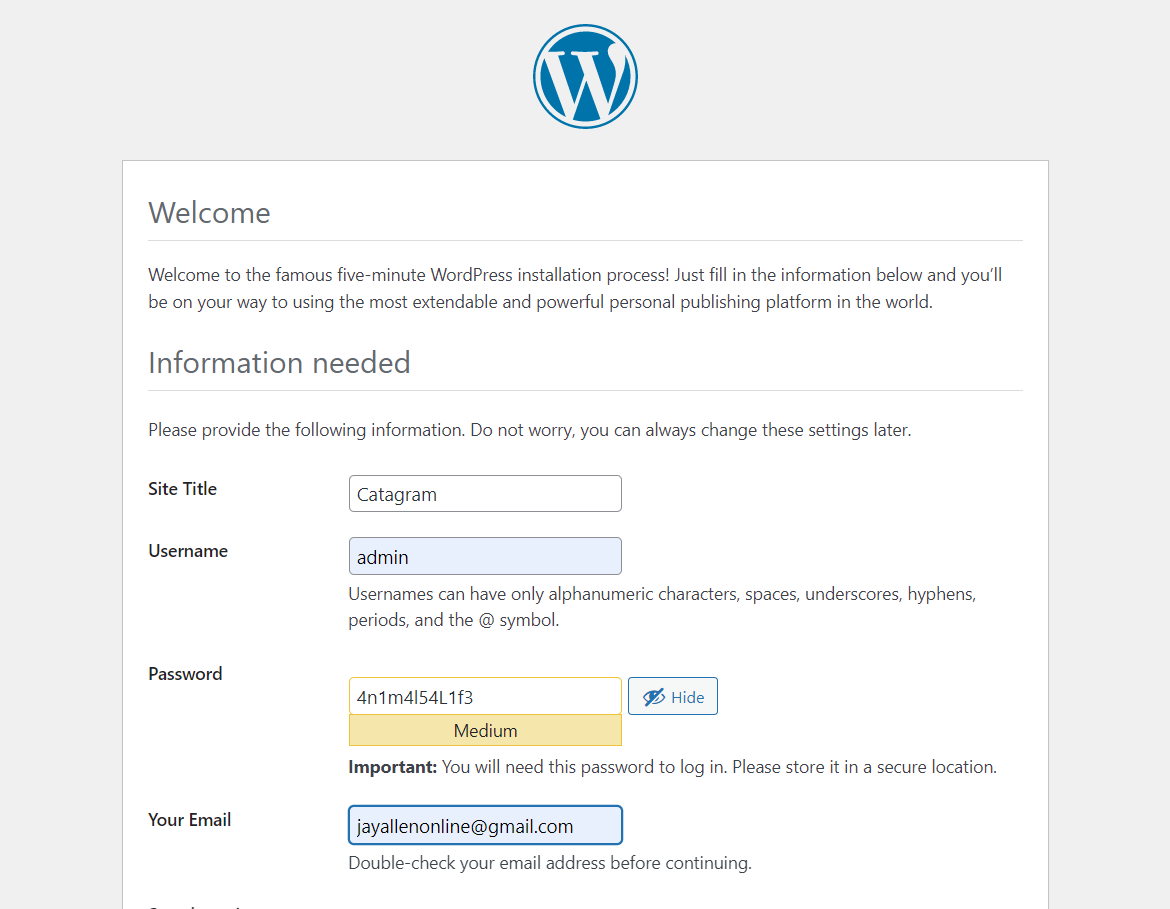 W
Welcome
Welcome to the famous five-minute WordPress installation process! Just fill in the information below and you’ll
be on your way to using the most extendable and powerful personal publishing platform in the world.
Information needed
Please provide the following information. Do not worry, you can always change these settings later.
Site Title
Catagram
Username
admin
Usernames can have only alphanumeric characters, spaces, underscores, hyphens,
periods, and the @ symbol.
Password
4n1m4l54L1f3
Hide
Medium
Important: You will need this password to log in. Please store it in a secure location.
Your Email
jayallenonline@gmail.com
Double-check your email address before continuing.